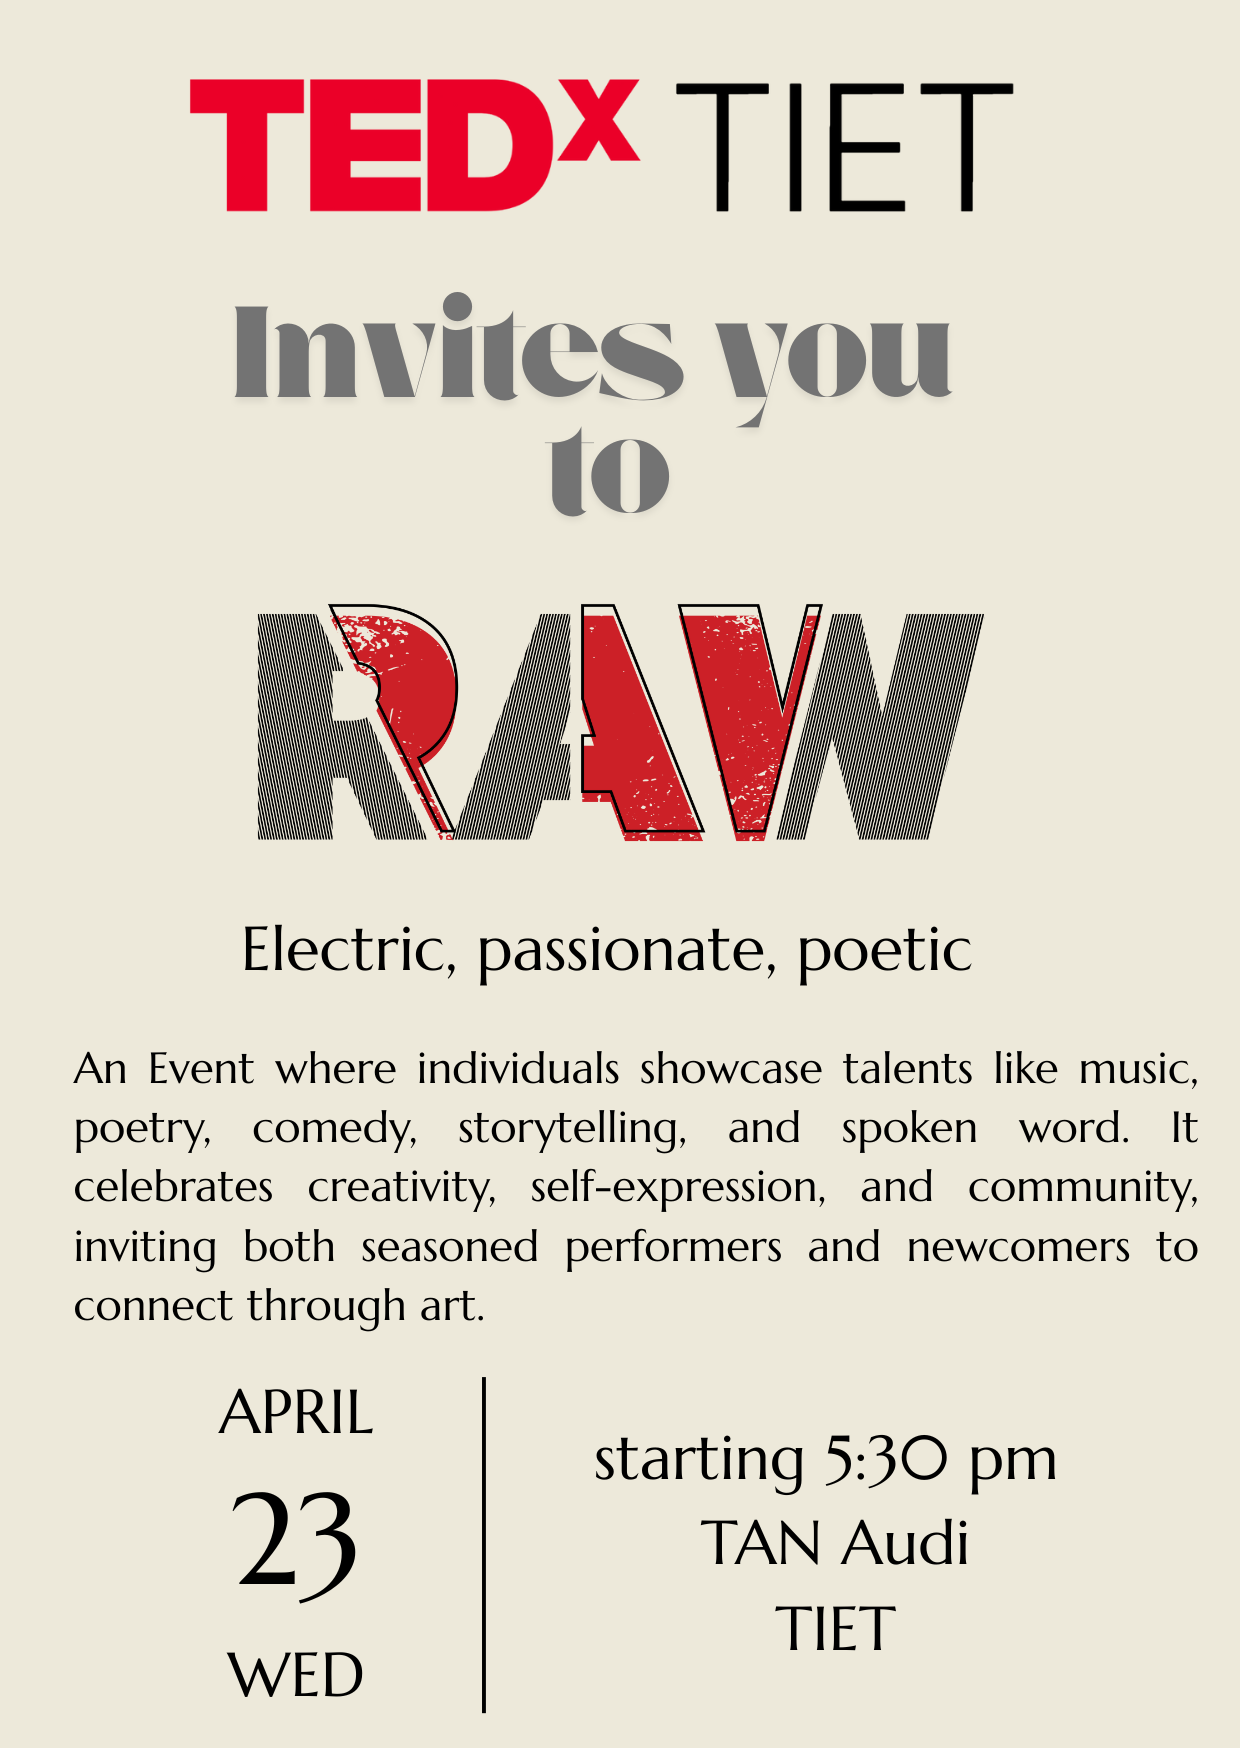 TEDx TIET
Invites you
to
RAW
Electric, passionate, poetic
An Event where individuals showcase talents like music,
poetry, comedy, storytelling, and spoken word. It
celebrates creativity, self-expression, and community,
inviting both seasoned performers and newcomers to
connect through art.
APRIL
23
WED
starting 5:30 pm
TAN Audi
TIET